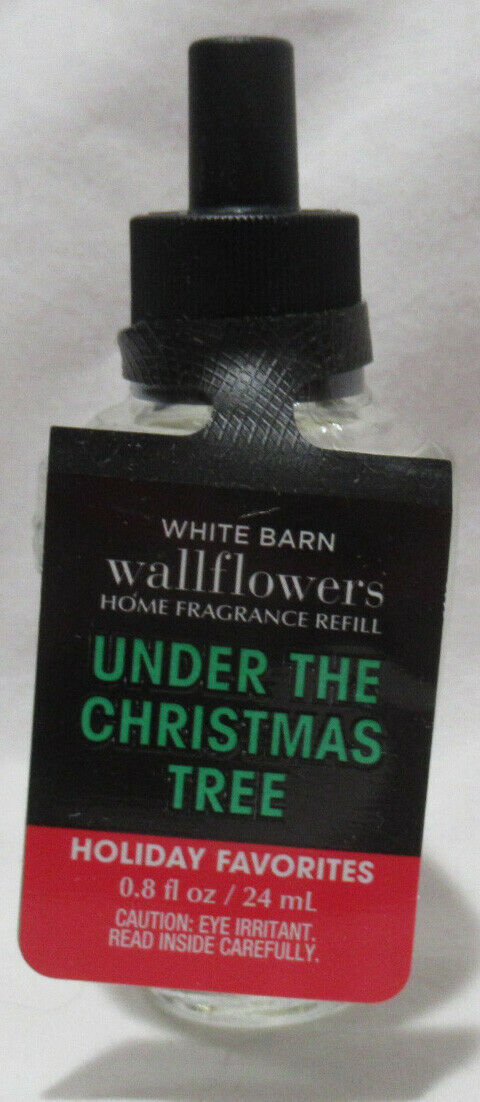 WHITE BARN
wallflowers
HOME FRAGRANCE REFILL
UNDER THE
CHRISTMAS
TREE
HOLIDAY FAVORITES
0.8 fl oz / 24 mL
CAUTION: EYE IRRITANT.
READ INSIDE CAREFULLY.